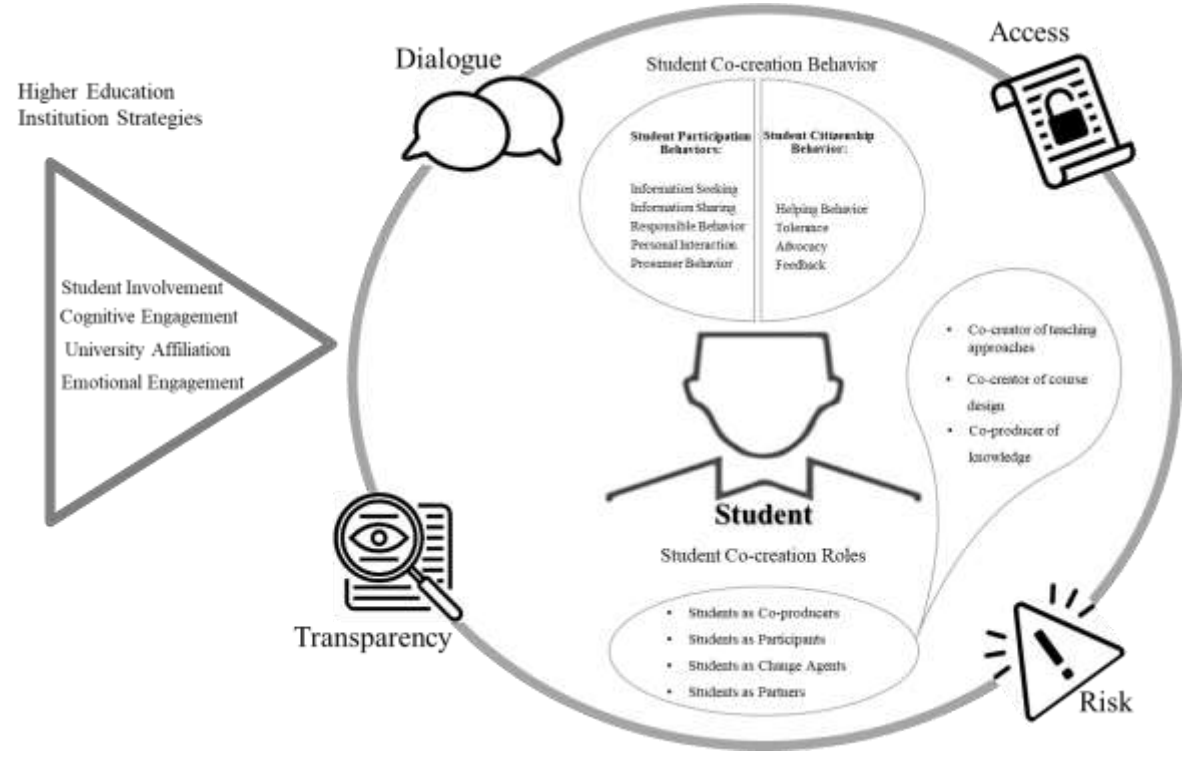 Higher Education
Institution Strategies
Student Involvement
Cognitive Engagement
University Affiliation
Emotional Engagement
Dialogue
Access
Student Co-creation Behavior
Student Participation
Behaviors:
Information Seeking
Information Sharing
Responsible Behavior
Personal Interaction
Prosumer Behavior
Student Citizenship
Behavior:
Helping Behavior
Tolerance
Advocacy
Feedback
• Co-creator of teaching
approaches
• Co-creator of course
design
• Co-producer of
knowledge
Student
Student Co-creation Roles
• Students as Co-producers
• Students as Participants
• Students as Change Agents
• Students as Partners
Transparency
Risk